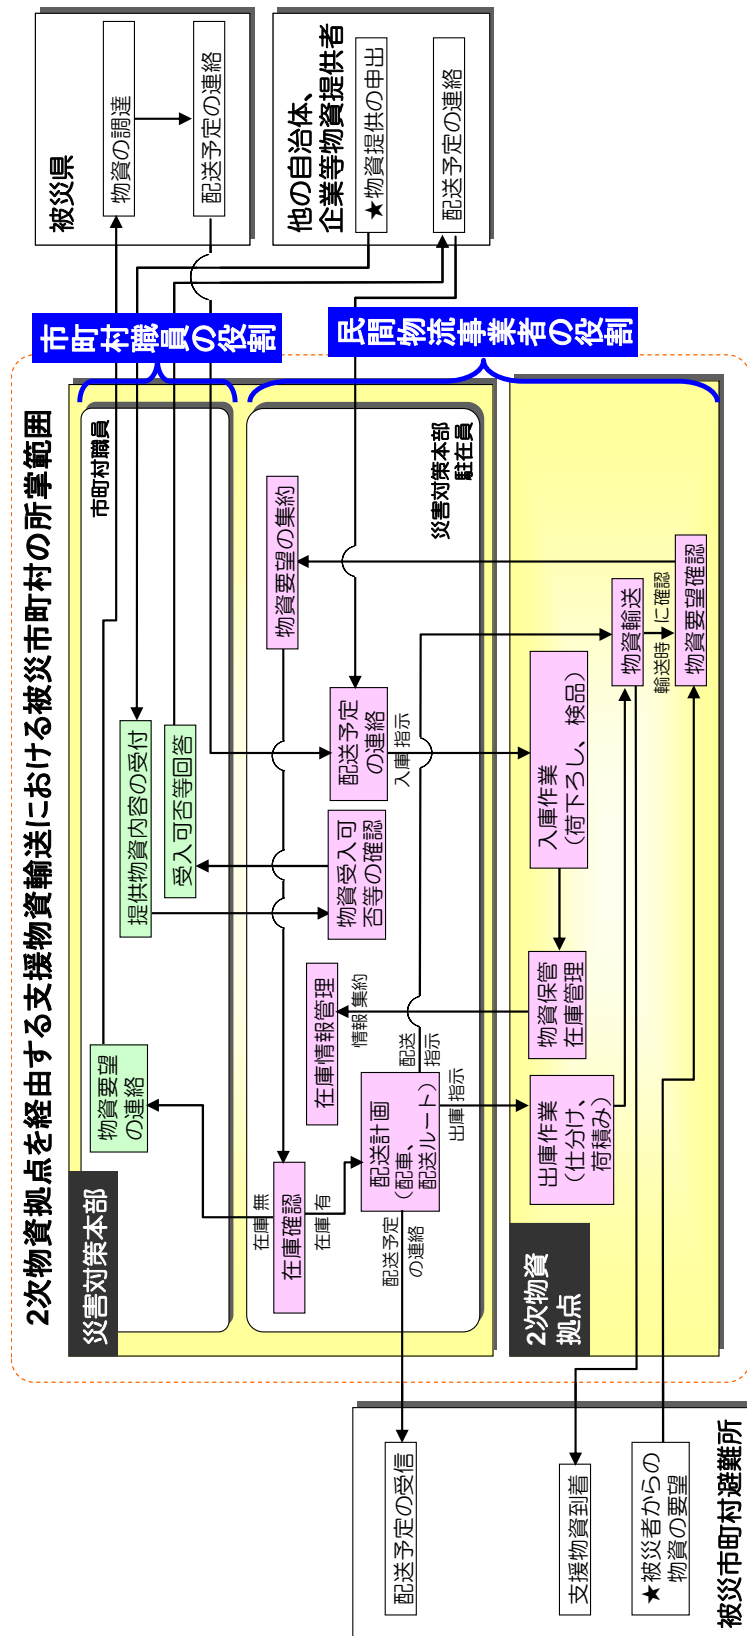 2次物資拠点を経由する支援物資輸送における被災市町村の所掌範囲
被災市町村避難所
配送予定の受信
支援物資到着
★被災者からの
物資の要望
災害対策本部
市町村職員
物資要望
の連絡
提供物資内容の受付
受入可否等回答
災害対策本部
駐在員
在庫確認
在庫 無
在庫 有
在庫情報管理
情報 集約
物資受入可
否等の確認
配送予定
の連絡
物資要望の集約
配送計画
(配車、
配送ルート)
配送予定
の連絡
配送
指示
出庫 指示
入庫 指示
2次物資
拠点
出庫作業
(仕分け、
荷積み)
物資保管
在庫管理
入庫作業
(荷下ろし、検品)
物資輸送
輸送時 に確認
物資要望確認
市町村職員の役割
民間物流事業者の役割
被災県
物資の調達
配送予定の連絡
他の自治体、
企業等物資提供者
★物資提供の申出
配送予定の連絡